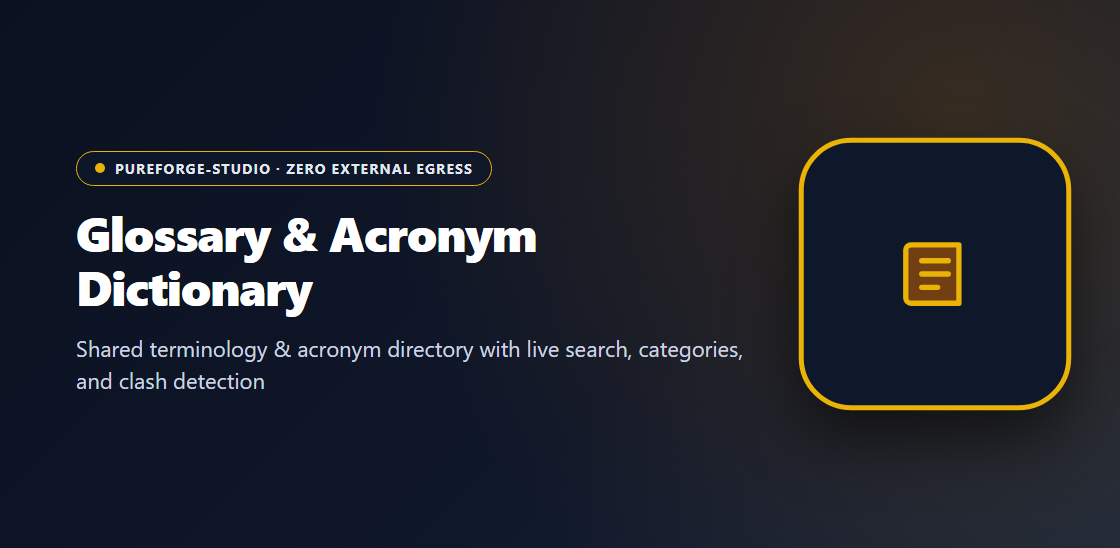 PUREFORGE-STUDIO · ZERO EXTERNAL EGRESS
Glossary & Acronym
Dictionary
Shared terminology & acronym directory with live search, categories,
and clash detection